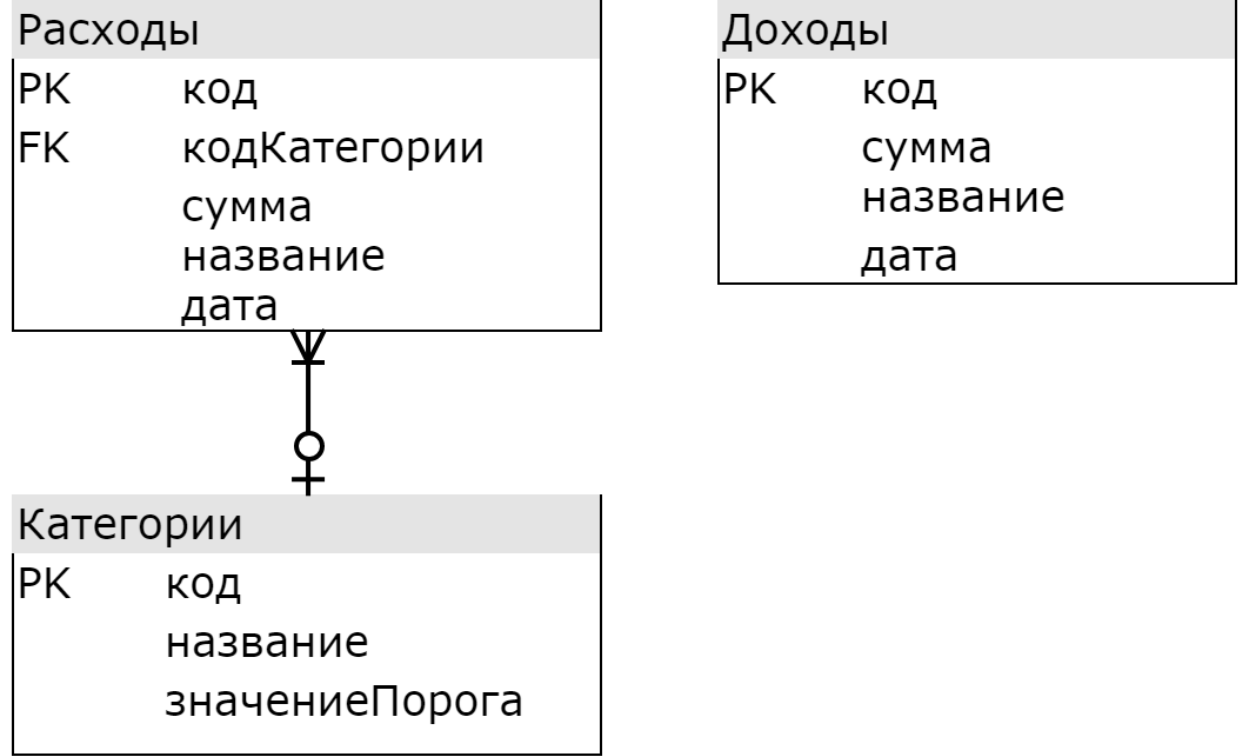 Расходы
PK код
FK кодКатегории
сумма
название
дата
Доходы
PK код
сумма
название
дата
Категории
PK код
название
значениеПорога